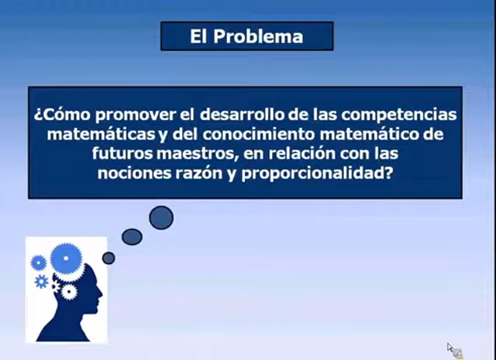 El Problema
¿Cómo promover el desarrollo de las competencias
matemáticas y del conocimiento matemático de
futuros maestros, en relación con las
nociones razón y proporcionalidad?